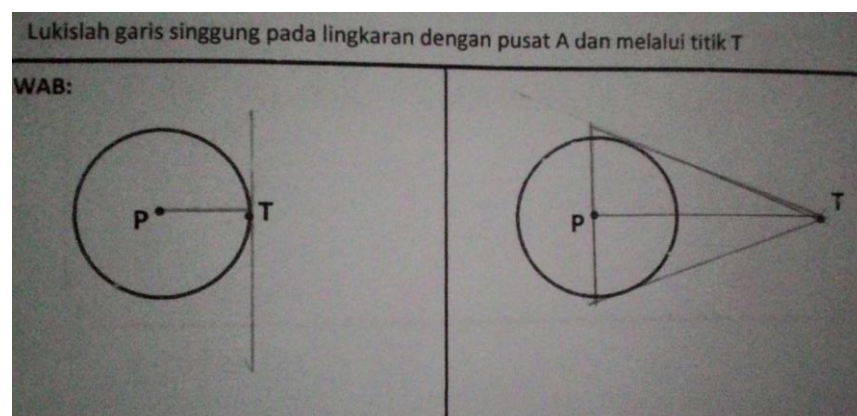 Lukislah garis singgung pada lingkaran dengan pusat A dan melalui titik T
WAB:
P
T
P
T